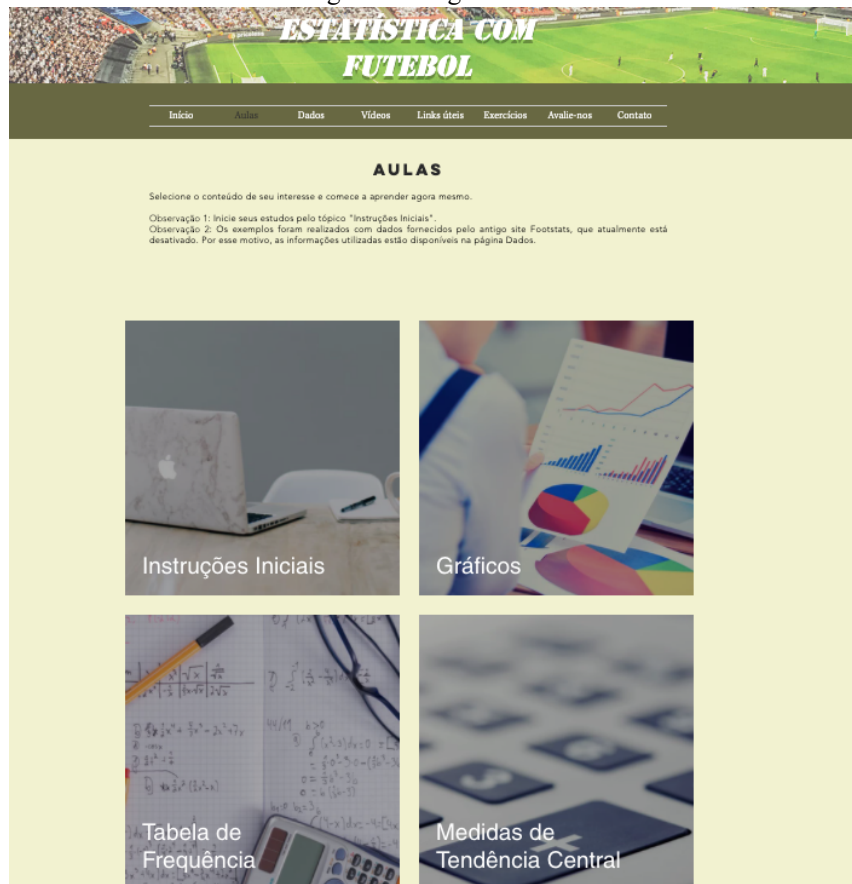 ESTATÍSTICA COM
FUTEBOL
Início Aulas Dados Vídeos Links úteis Exercícios Avalie-nos Contato
AULAS
Selecione o conteúdo de seu interesse e comece a aprender agora mesmo.
Observação 1: Inicie seus estudos pelo tópico "Instruções Iniciais".
Observação 2: Os exemplos foram realizados com dados fornecidos pelo antigo site Footstats, que atualmente está
desativado. Por esse motivo, as informações utilizadas estão disponíveis na página Dados.
Instruções Iniciais
Gráficos
Tabela de
Frequência
Medidas de
Tendência Central